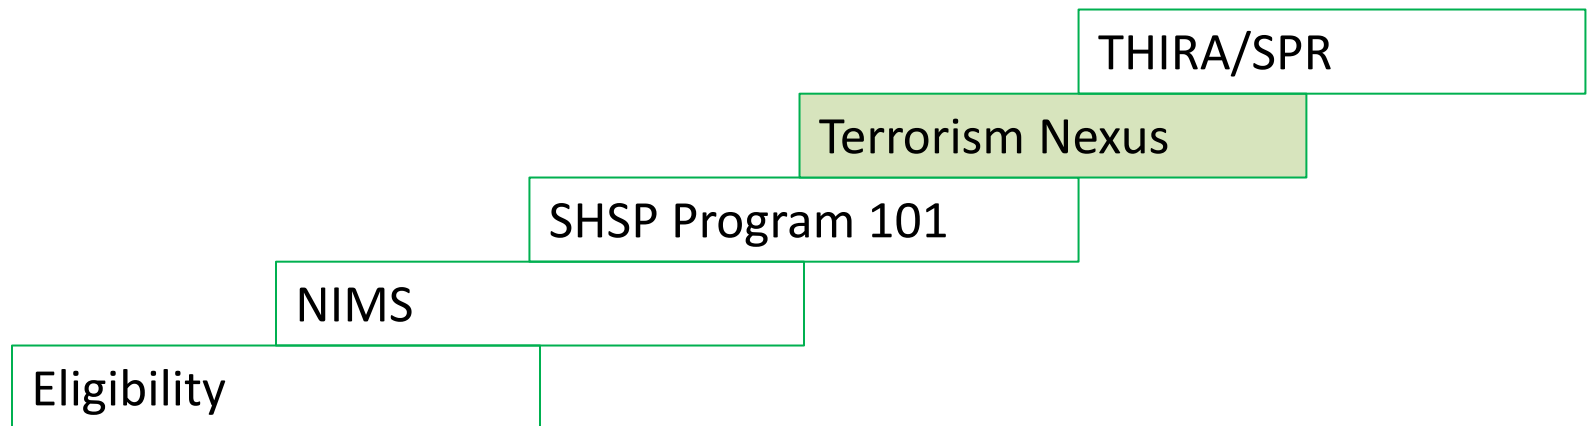 THIRA/SPR
Terrorism Nexus
SHSP Program 101
NIMS
Eligibility